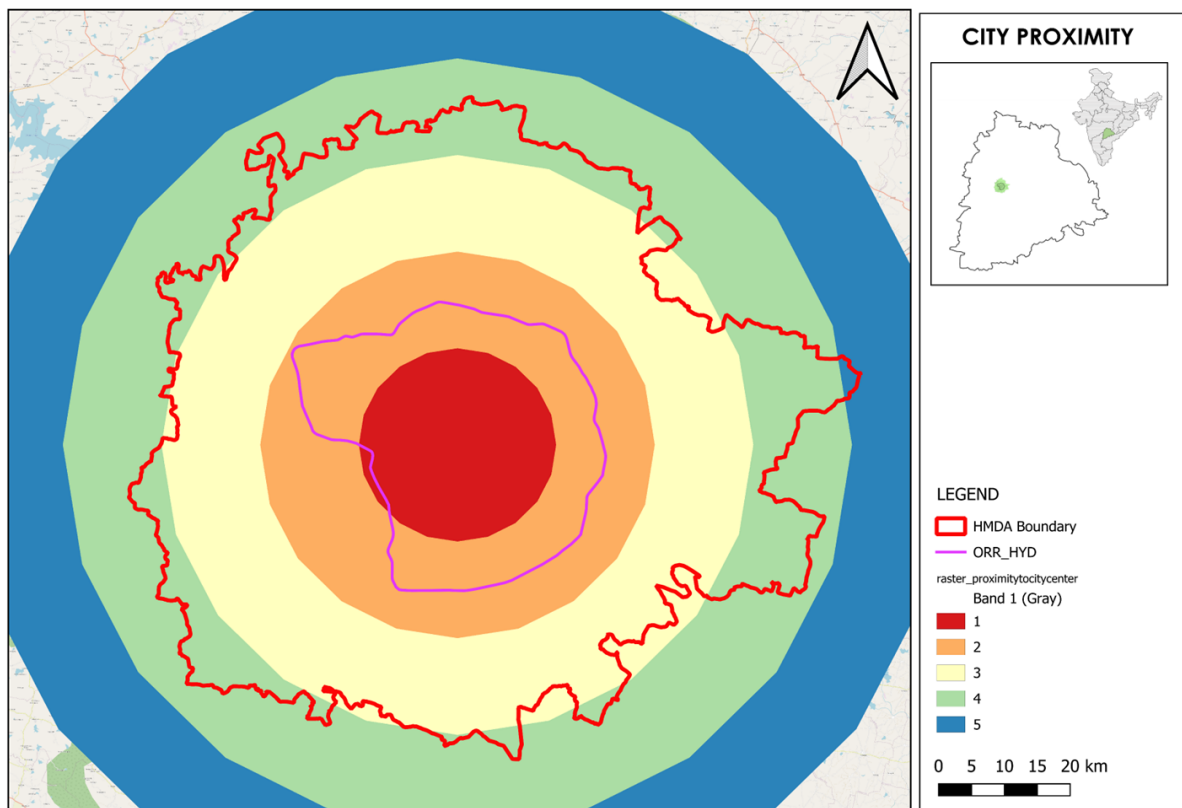 CITY PROXIMITY
LEGEND
HMDA Boundary
ORR_HYD
raster_proximitytocitycenter
Band 1 (Gray)
1
2
3
4
5
0 5 10 15 20 km